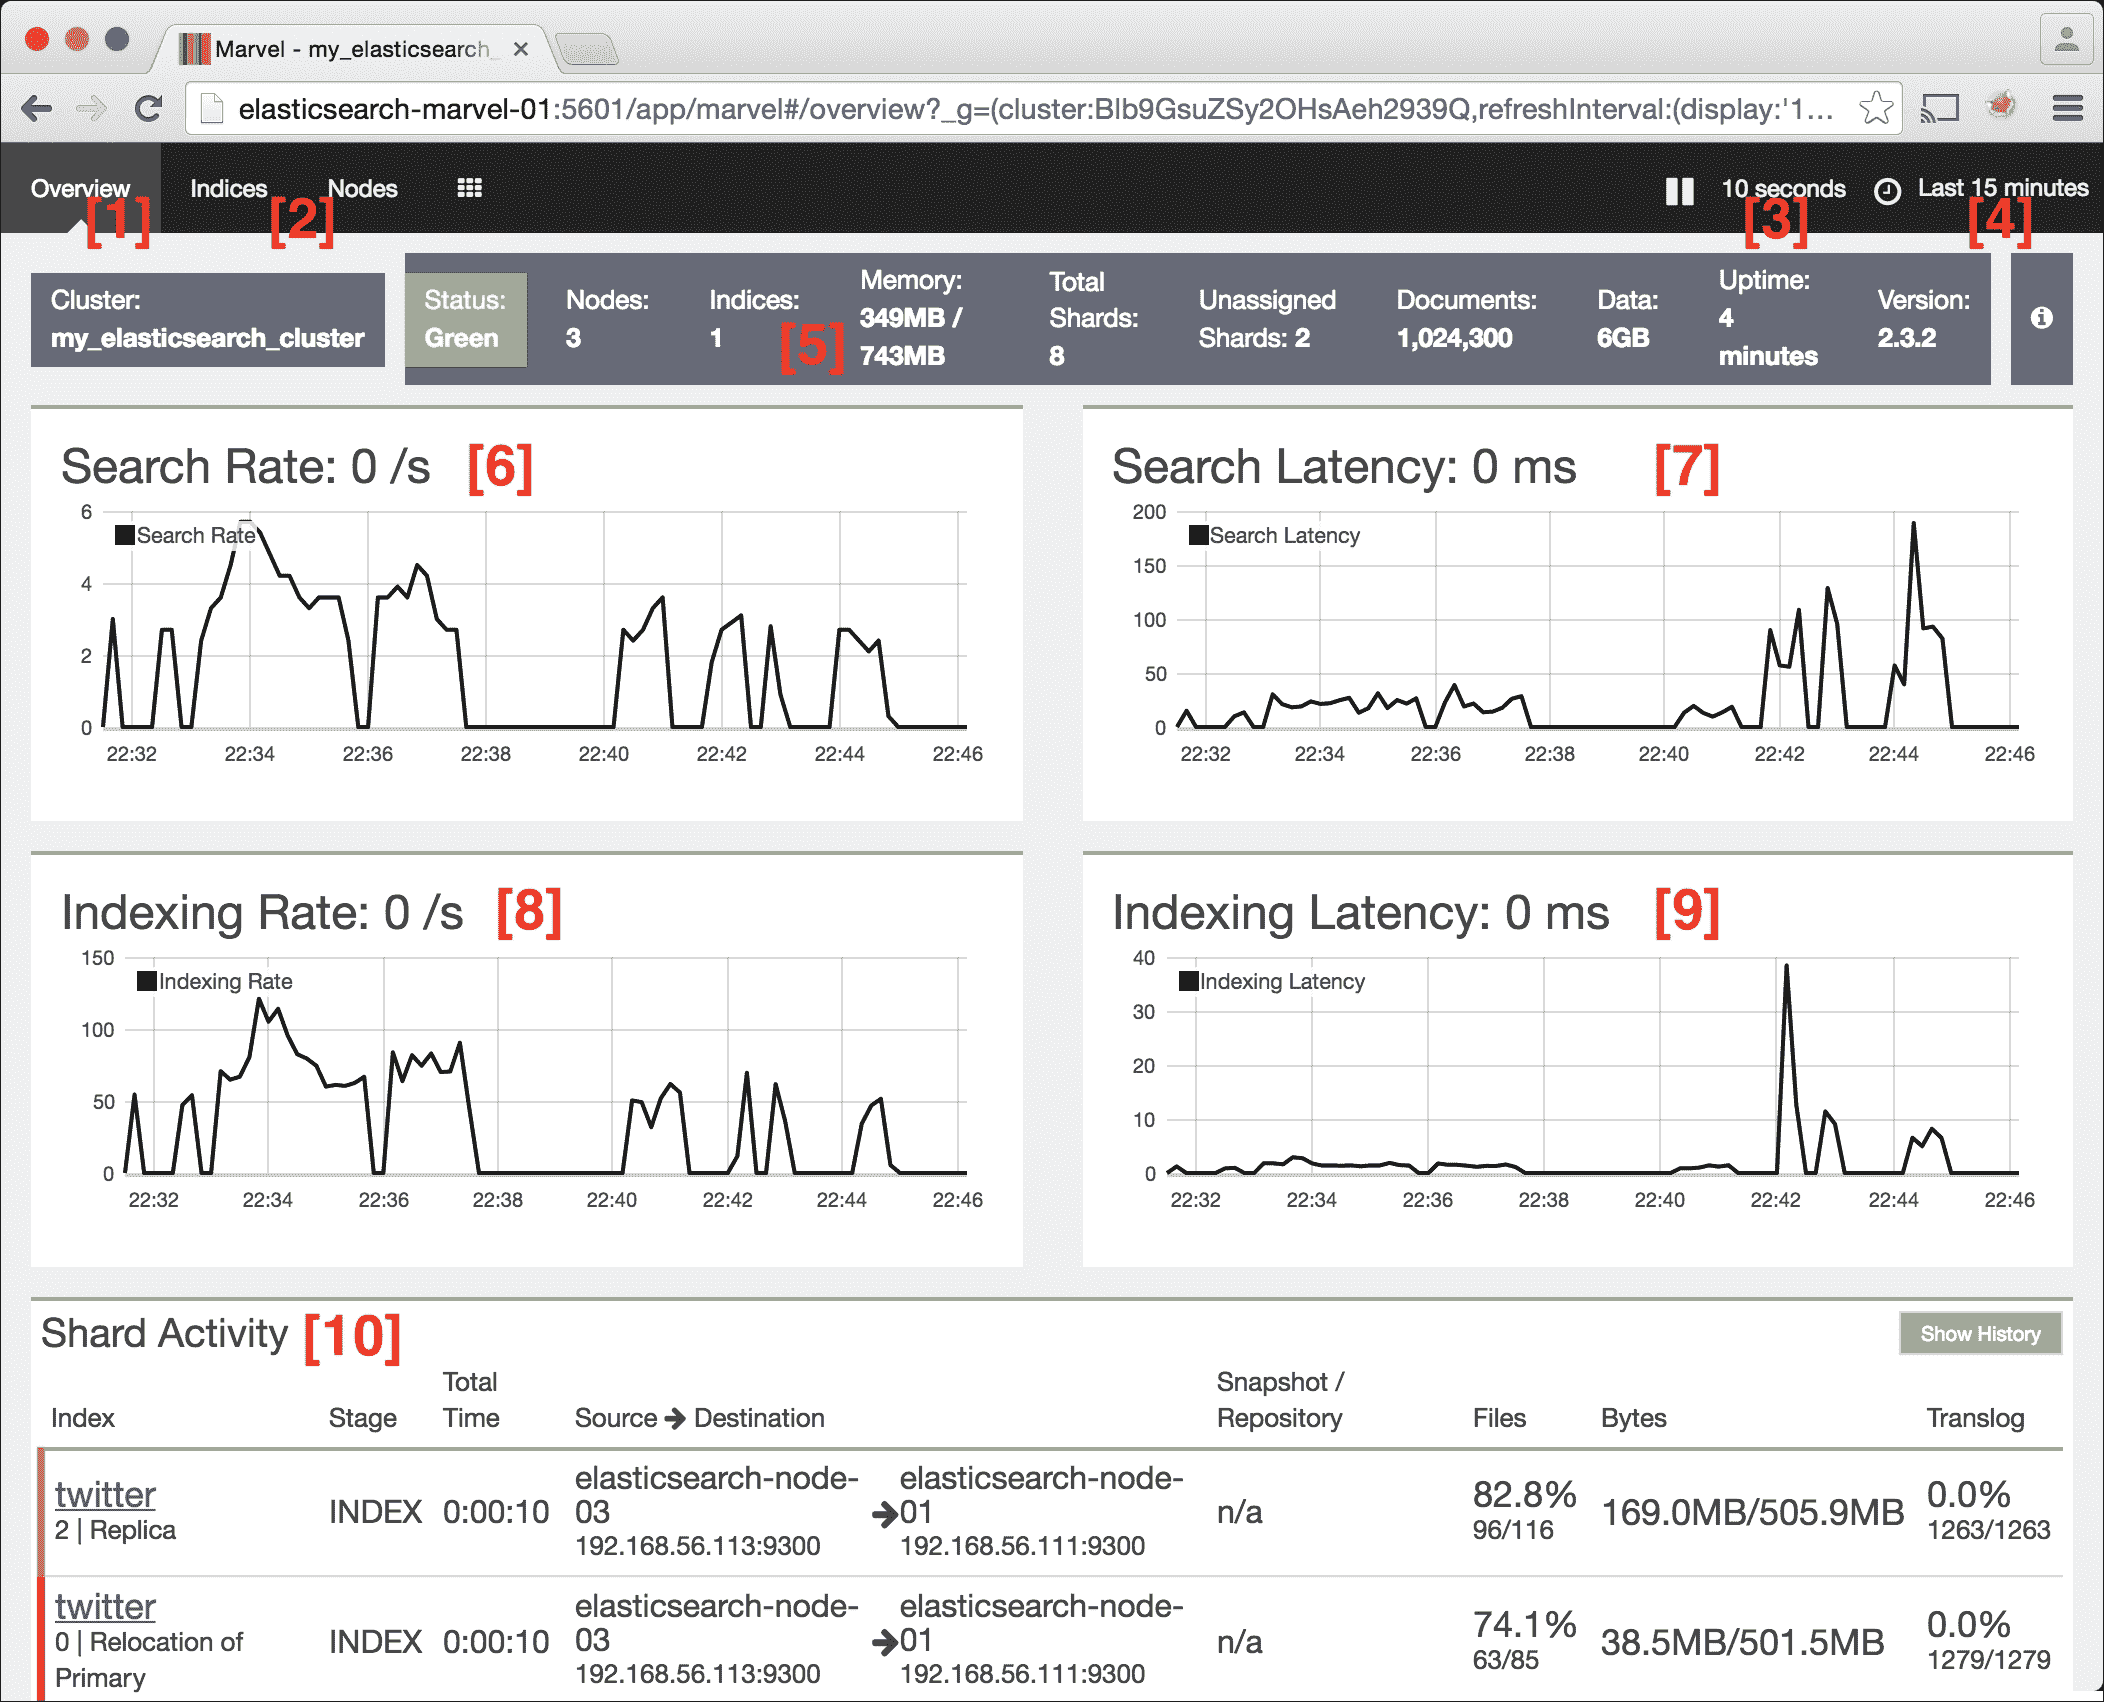 Marvel - my_elasticsearch_
elasticsearch-marvel-01:5601/app/marvel#/overview?_g=(cluster:Blb9GsuZSy2OHsAeh2939Q,refreshInterval:(display:'1...
Overview Indices Nodes 10 seconds Last 15 minutes
[1] [2] [3] [4]
Cluster:
my_elasticsearch_cluster
Status:
Green
Nodes:
3
Indices:
1
[5]
Memory:
349MB /
743MB
Total
Shards:
8
Unassigned
Shards: 2
Documents:
1,024,300
Data:
6GB
Uptime:
4
minutes
Version:
2.3.2
Search Rate: 0 /s [6]
6
4
2
0
Search Rate
22:32 22:34 22:36 22:38 22:40 22:42 22:44 22:46
Search Latency: 0 ms [7]
200
150
100
50
0
Search Latency
22:32 22:34 22:36 22:38 22:40 22:42 22:44 22:46
Indexing Rate: 0 /s [8]
150
100
50
0
Indexing Rate
22:32 22:34 22:36 22:38 22:40 22:42 22:44 22:46
Indexing Latency: 0 ms [9]
40
30
20
10
0
Indexing Latency
22:32 22:34 22:36 22:38 22:40 22:42 22:44 22:46
Shard Activity [10]
Show History
Index
Stage
Total
Time
Source → Destination
Snapshot /
Repository
Files
Bytes
Translog
twitter
2 | Replica
INDEX
0:00:10
elasticsearch-node-
03
192.168.56.113:9300
→
elasticsearch-node-
01
192.168.56.111:9300
n/a
82.8%
96/116
169.0MB/505.9MB
0.0%
1263/1263
twitter
0 | Relocation of
Primary
INDEX
0:00:10
elasticsearch-node-
03
192.168.56.113:9300
→
elasticsearch-node-
01
192.168.56.111:9300
n/a
74.1%
63/85
38.5MB/501.5MB
0.0%
1279/1279